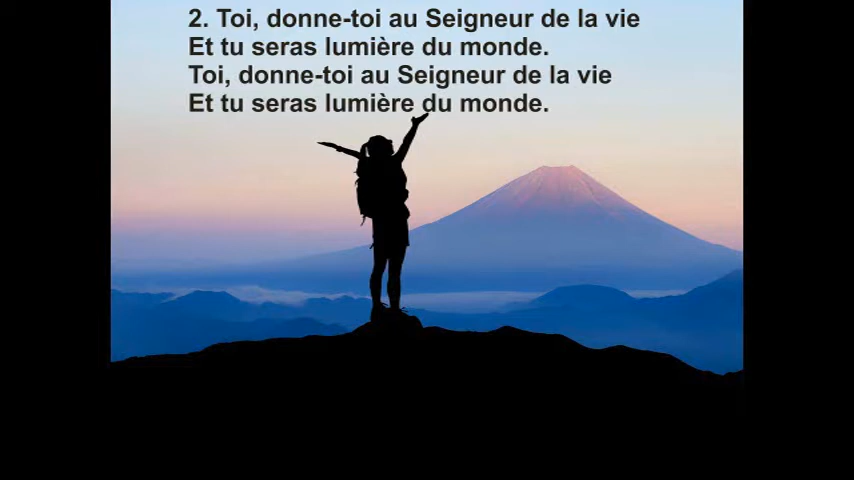 2. Toi, donne-toi au Seigneur de la vie
Et tu seras lumière du monde.
Toi, donne-toi au Seigneur de la vie
Et tu seras lumière du monde.